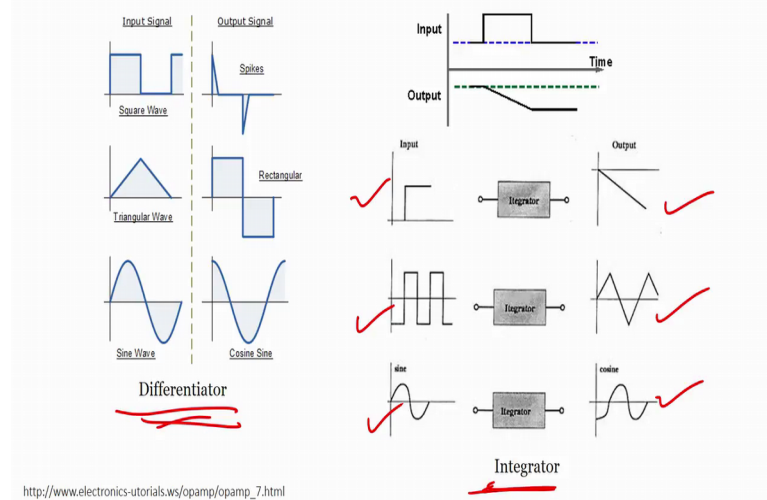 Input Signal
Output Signal
Spikes
Square Wave
Rectangular
Triangular Wave
Sine Wave
Cosine Sine
Differentiator
Input
Time
Output
Input
Output
Itegrator
Itegrator
sine
cosine
Itegrator
Integrator
http://www.electronics-utorials.ws/opamp/opamp_7.html